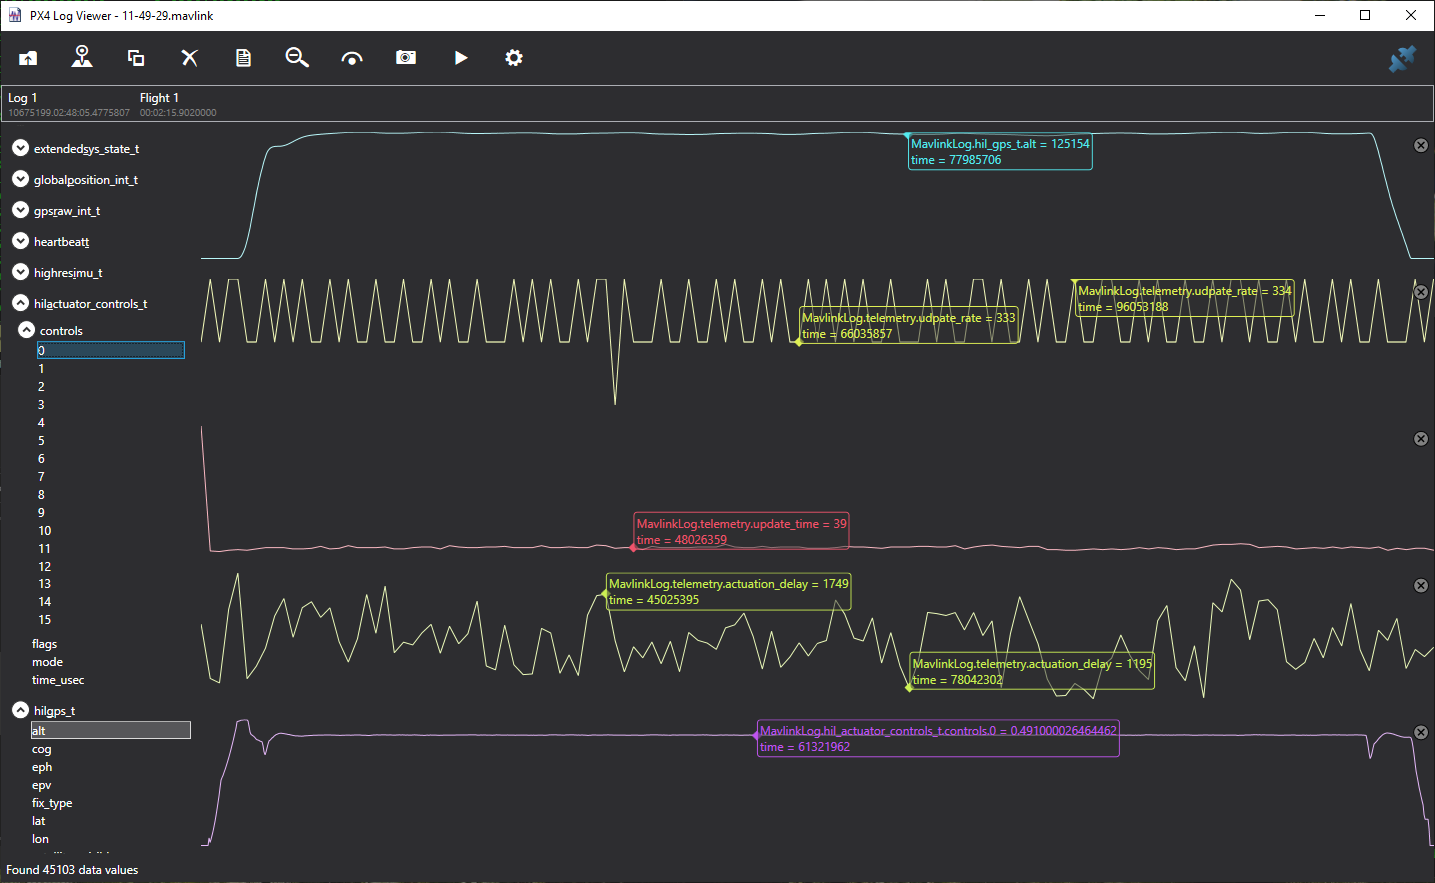 PX4 Log Viewer - 11-49-29.mavlink
Log 1
10675199.02:48:05.4775807
Flight 1
00:02:15.9020000
extendedsys_state_t
globalposition_int_t
gpsraw_int_t
heartbeatt
highresimu_t
hilactuator_controls_t
controls
0
1
2
3
4
5
6
7
8
9
10
11
12
13
14
15
flags
mode
time_usec
hilgps_t
alt
cog
eph
epv
fix_type
lat
lon
MavlinkLog.hil_gps_t.alt = 125154
time = 77985706
MavlinkLog.telemetry.udpate_rate = 334
time = 96053188
MavlinkLog.telemetry.udpate_rate = 333
time = 66035857
MavlinkLog.telemetry.update_time = 39
time = 48026359
MavlinkLog.telemetry.actuation_delay = 1749
time = 45025395
MavlinkLog.telemetry.actuation_delay = 1195
time = 78042302
MavlinkLog.hil_actuator_controls_t.controls.0 = 0.491000026464462
time = 61321962
Found 45103 data values